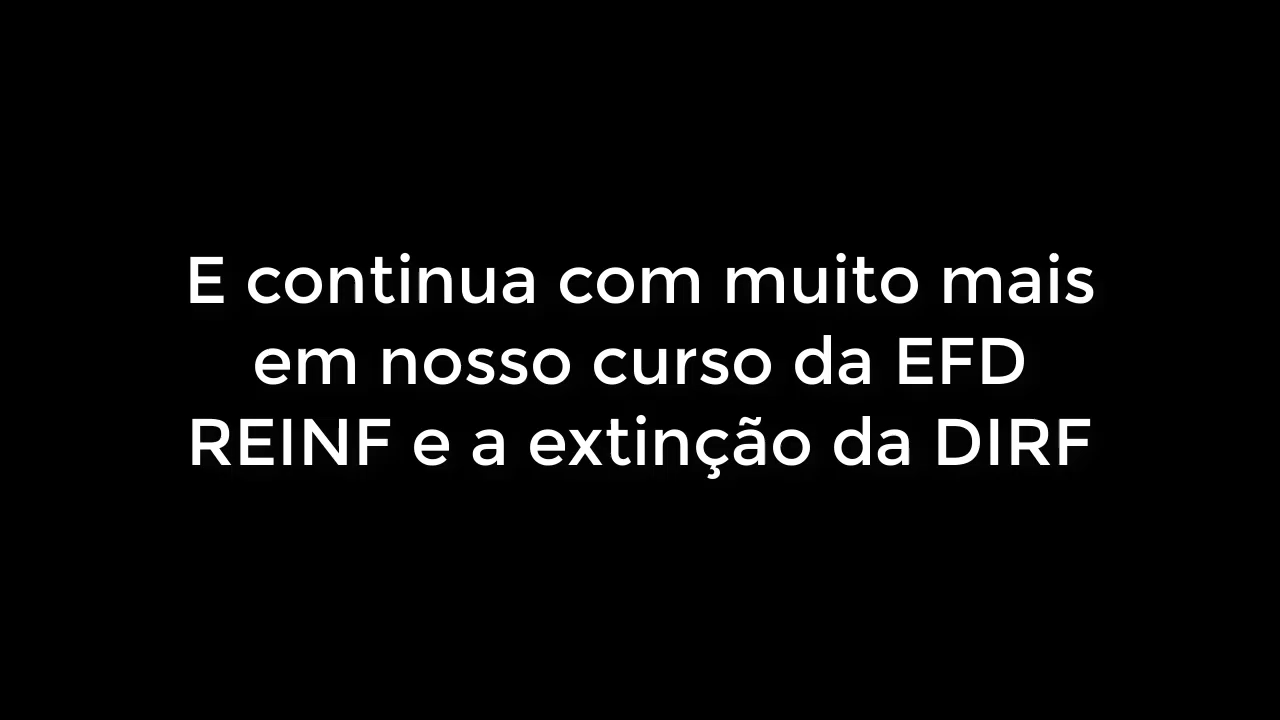 E continua com muito mais
em nosso curso da EFD
REINF e a extinção da DIRF